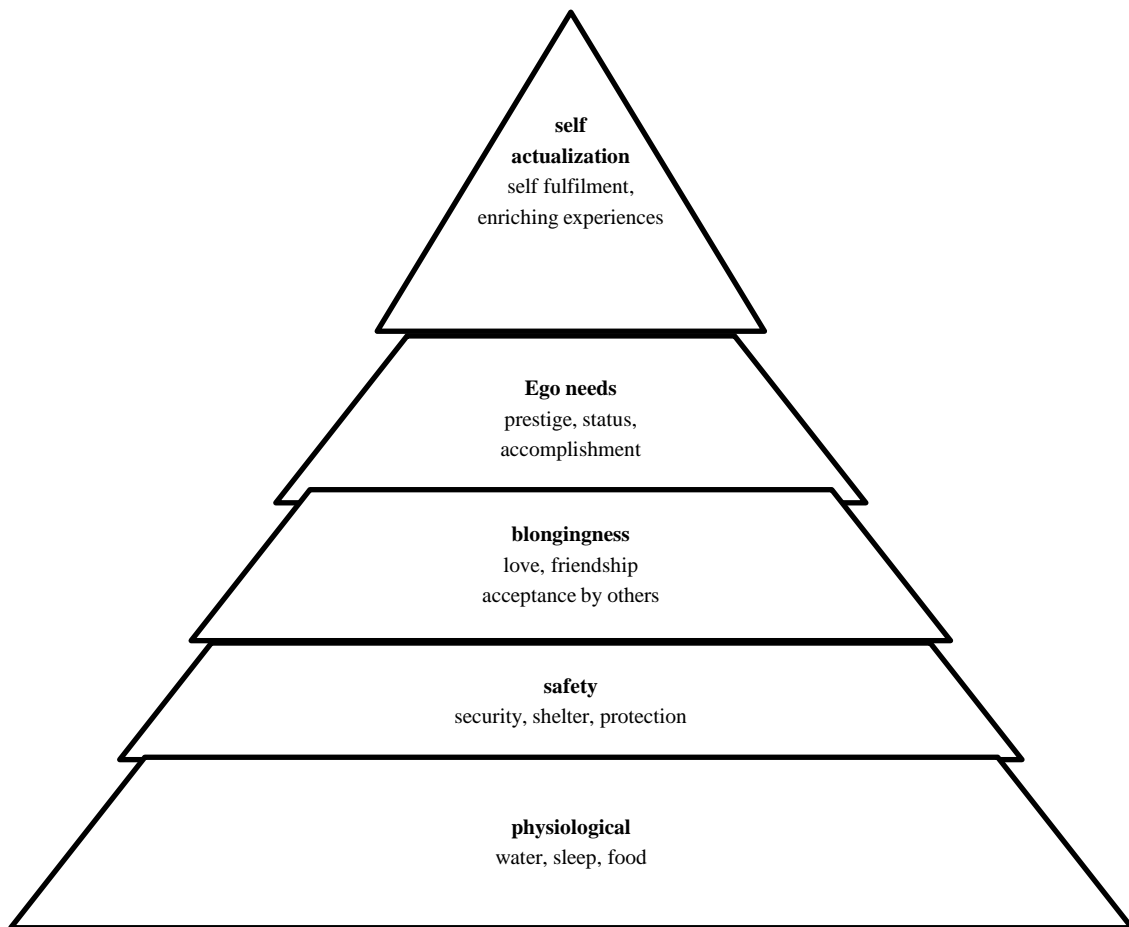 self
actualization
self fulfilment,
enriching experiences
Ego needs
prestige, status,
accomplishment
blongingness
love, friendship
acceptance by others
safety
security, shelter, protection
physiological
water, sleep, food